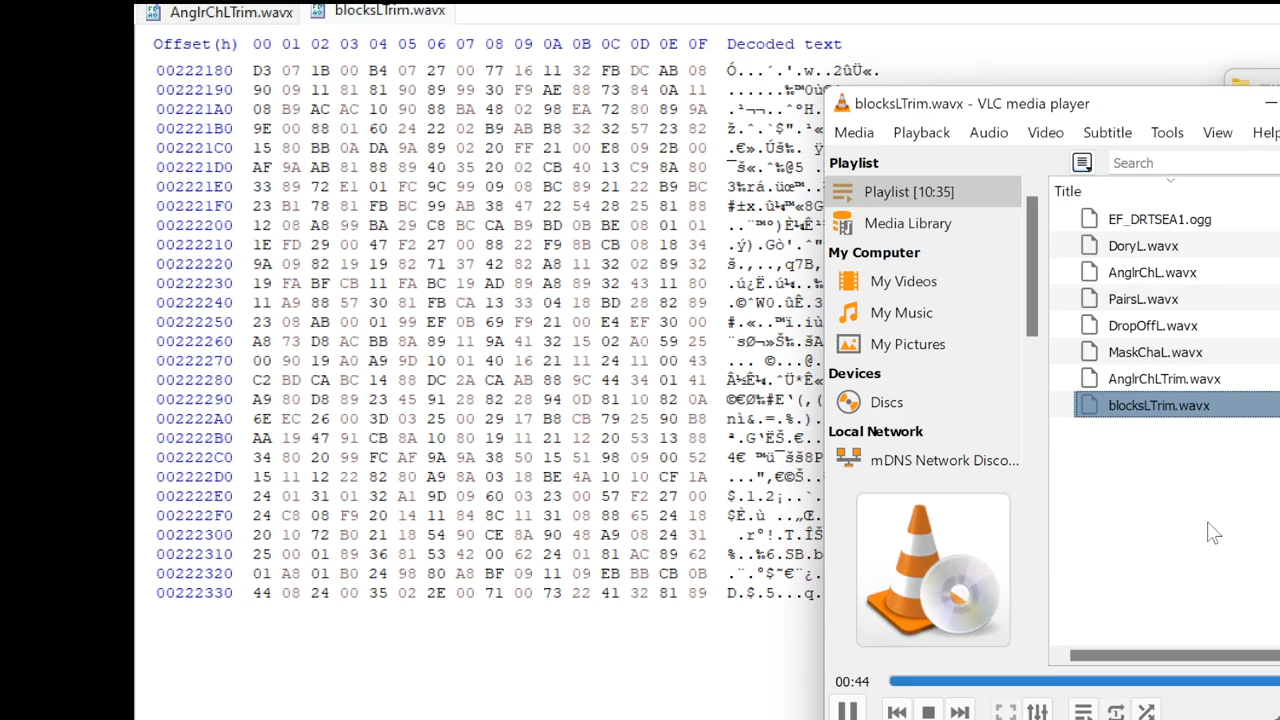 AnglrChLTrim.wavx blocksLTrim.wavx
Offset(h) 00 01 02 03 04 05 06 07 08 09 0A 0B 0C 0D 0E 0F Decoded text
00222180 D3 07 1B 00 B4 07 27 00 77 16 11 32 FB DC AB 08 Ó...´.'.w..2ûÜ«.
00222190 90 09 11 81 81 90 89 99 30 F9 AE 88 73 84 0A 11
002221A0 08 B9 AC AC 10 90 88 BA 48 02 98 EA 72 80 89 9A
002221B0 9E 00 88 01 60 24 22 02 B9 AB B8 32 32 57 23 82
002221C0 15 80 BB 0A DA 9A 89 02 20 FF 21 00 E8 09 2B 00
002221D0 AF 9A AB 81 88 89 40 35 20 02 CB 40 13 C9 8A 80
002221E0 33 89 72 E1 01 FC 9C 99 09 08 BC 89 21 22 B9 BC
002221F0 23 B1 78 81 FB BC 99 AB 38 47 22 54 28 25 81 88
00222200 12 08 A8 99 BA 29 C8 BC CA B9 BD 0B BE 08 01 01
00222210 1E FD 29 00 47 F2 27 00 88 22 F9 8B CB 08 18 34
00222220 9A 09 82 19 19 82 71 37 42 82 A8 11 32 02 89 32
00222230 19 FA BF CB 11 FA BC 19 AD 89 A8 89 32 43 11 80
00222240 11 A9 88 57 30 81 FB CA 13 33 04 18 BD 28 82 89
00222250 23 08 AB 00 01 99 EF 0B 69 F9 21 00 E4 EF 30 00
00222260 A8 73 D8 AC BB 8A 89 11 9A 41 32 15 02 A0 59 25
00222270 00 90 19 A0 A9 9D 10 01 40 16 21 11 24 11 00 43
00222280 C2 BD CA BC 14 88 DC 2A CA AB 88 9C 44 34 01 41
00222290 A9 80 D8 89 23 45 91 28 82 28 94 0D 81 10 82 0A
002222A0 6E EC 26 00 3D 03 25 00 29 17 B8 CB 79 25 90 B8
002222B0 AA 19 47 91 CB 8A 10 80 19 11 21 12 20 53 13 88
002222C0 34 80 20 99 FC AF 9A 9A 38 50 15 51 98 09 00 52
002222D0 15 11 12 22 82 80 A9 8A 03 18 BE 4A 10 10 CF 1A
002222E0 24 01 31 01 32 A1 9D 09 60 03 23 00 57 F2 27 00
002222F0 24 C8 08 F9 20 14 11 84 8C 11 31 08 88 65 24 18
00222300 20 10 72 B0 21 18 54 90 CE 8A 90 48 A9 08 24 31
00222310 25 00 01 89 36 81 53 42 00 62 24 01 81 AC 89 62
00222320 01 A8 01 B0 24 98 80 A8 BF 09 11 09 EB BB CB 0B
00222330 44 08 24 00 35 02 2E 00 71 00 73 22 41 32 81 89 D.$.5...q.
blocksLTrim.wavx - VLC media player
Media Playback Audio Video Subtitle Tools View Help
Playlist
Search
Playlist [10:35]
Title
Media Library
EF_DRTSEA1.ogg
My Computer
DoryL.wavx
My Videos
AnglrChL.wavx
My Music
PairsL.wavx
My Pictures
DropOffL.wavx
Devices
MaskChaL.wavx
Discs
AnglrChLTrim.wavx
Local Network
blocksLTrim.wavx
mDNS Network Disco...
00:44